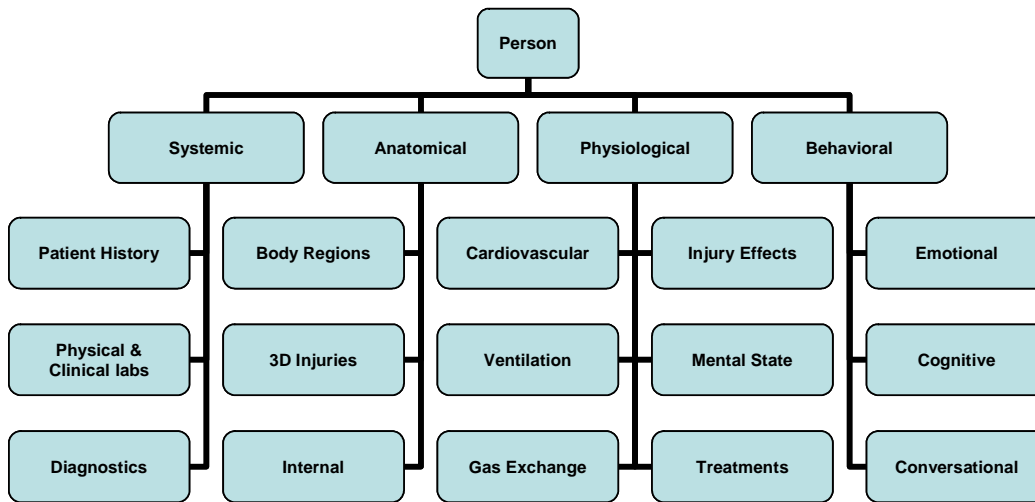 Person
Systemic
Anatomical
Physiological
Behavioral
Patient History
Body Regions
Cardiovascular
Injury Effects
Emotional
Physical &
Clinical labs
3D Injuries
Ventilation
Mental State
Cognitive
Diagnostics
Internal
Gas Exchange
Treatments
Conversational